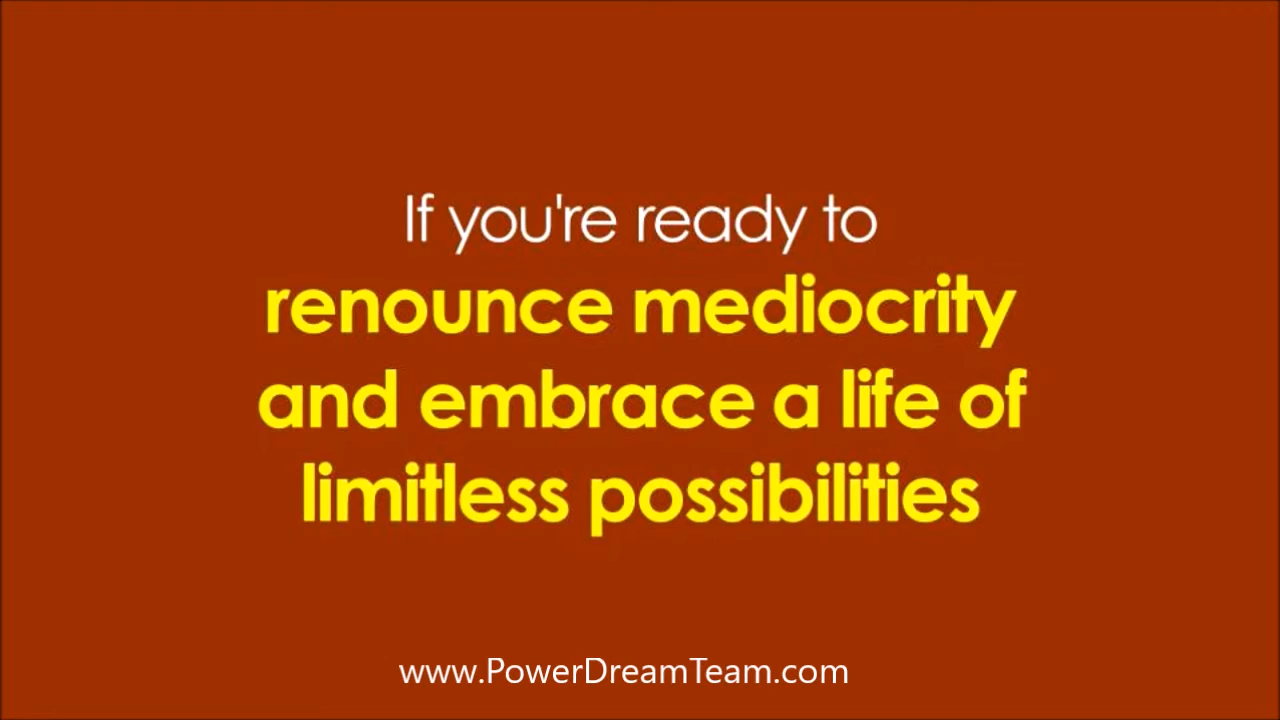 If you're ready to
renounce mediocrity
and embrace a life of
limitless possibilities
www.PowerDreamTeam.com